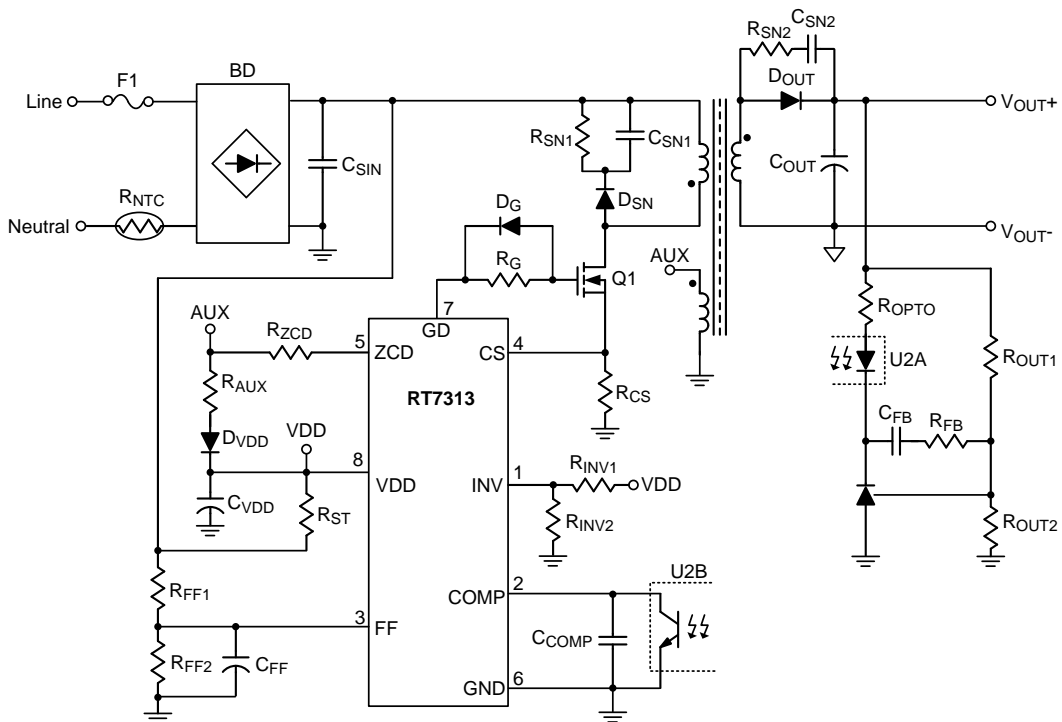 F1
BD
Line
Neutral
RNTC
CSIN
RSN1
CSN1
DSN
DG
RG
Q1
AUX
RSN2
CSN2
DOUT
COUT
VOUT+
VOUT-
ROPTO
U2A
ROUT1
CFB
RFB
ROUT2
AUX
RZCD
RAUX
DVDD
VDD
CVDD
RST
7
GD
5
ZCD
CS
4
RCS
RT7313
8
VDD
INV
1
RINV1
VDD
RINV2
U2B
COMP
2
CCOMP
RFF1
3
FF
RFF2
CFF
GND
6